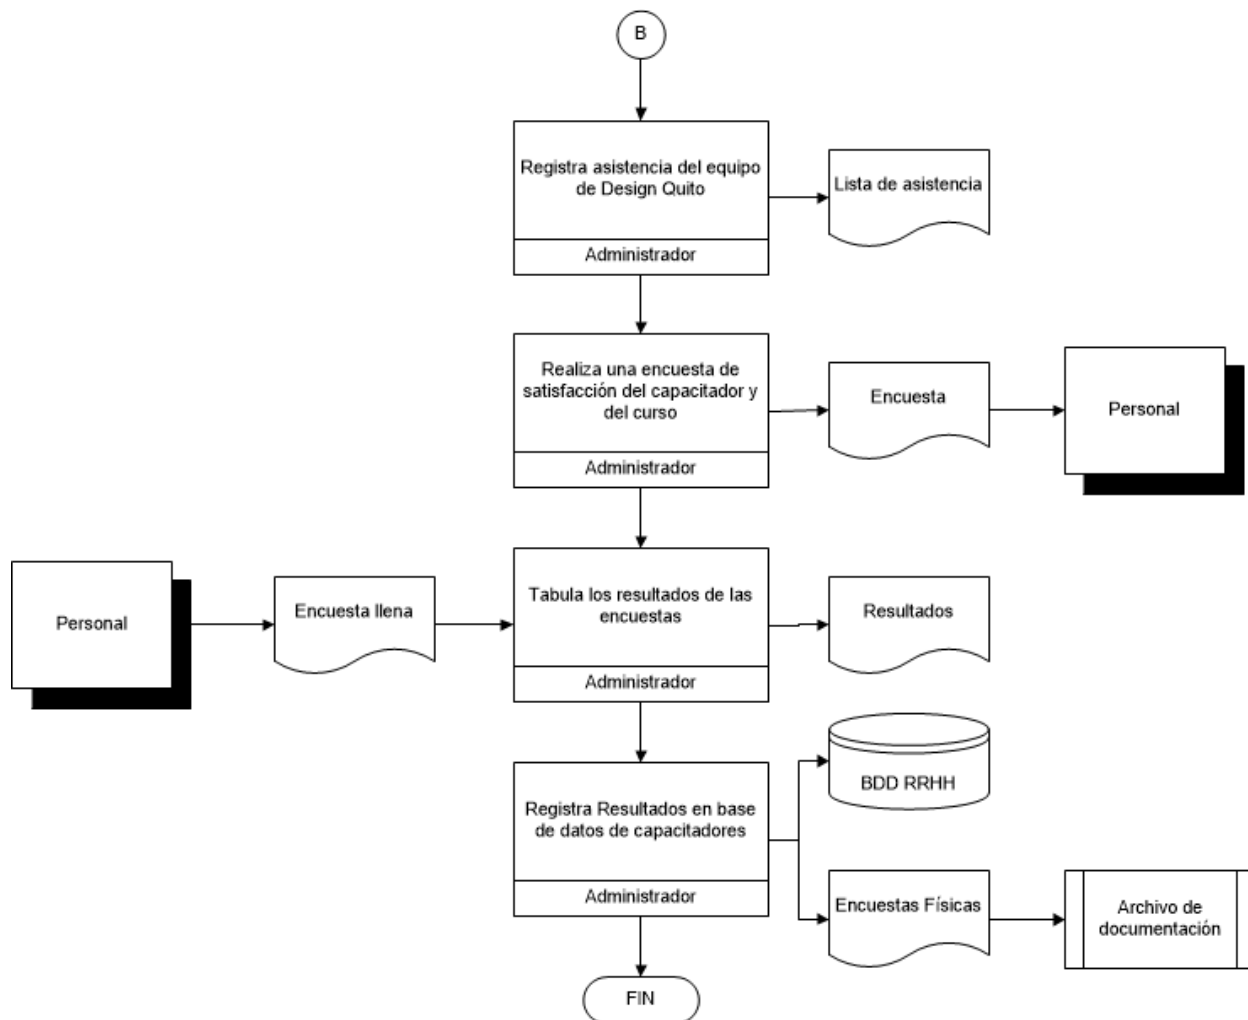 B
Registra asistencia del equipo
de Design Quito
Administrador
Lista de asistencia
Realiza una encuesta de
satisfacción del capacitador y
del curso
Administrador
Encuesta
Personal
Personal
Encuesta llena
Tabula los resultados de las
encuestas
Administrador
Resultados
Registra Resultados en base
de datos de capacitadores
Administrador
BDD RRHH
Encuestas Físicas
Archivo de
documentación
FIN